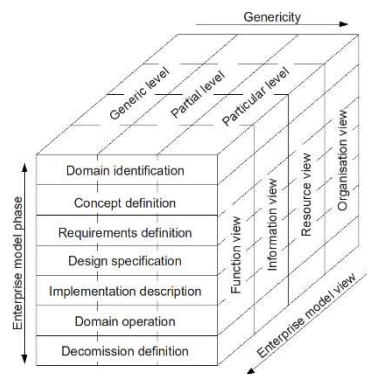 Genericity
Generic level
Partial level
Particular level
Enterprise model phase
Domain identification
Concept definition
Requirements definition
Design specification
Implementation description
Domain operation
Decomission definition
Function view
Information view
Resource view
Organisation view
Enterprise model view